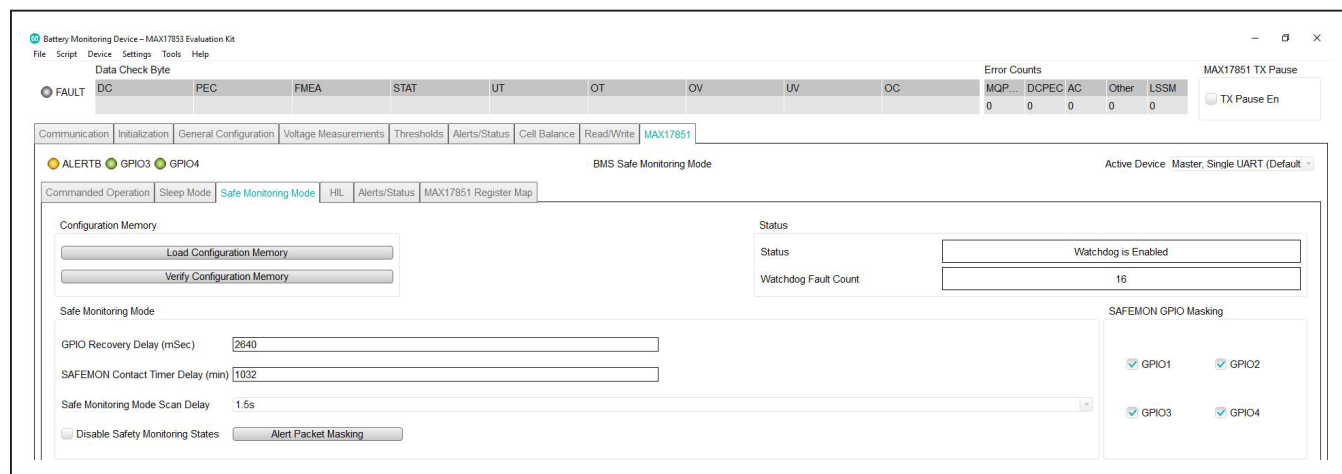 Battery Monitoring Device – MAX17853 Evaluation Kit
File Script Device Settings Tools Help
Data Check Byte Error Counts MAX17851 TX Pause
FAULT DC PEC FMEA STAT UT OT OV UV OC MQP... DCPEC AC Other LSSM
0 0 0 0 0 TX Pause En
Communication Initialization General Configuration Voltage Measurements Thresholds Alerts/Status Cell Balance Read/Write MAX17851
ALERTB GPIO3 GPIO4 BMS Safe Monitoring Mode Active Device Master, Single UART (Default
Commanded Operation Sleep Mode Safe Monitoring Mode HIL Alerts/Status MAX17851 Register Map
Configuration Memory Status
Load Configuration Memory Status Watchdog is Enabled
Verify Configuration Memory Watchdog Fault Count 16
Safe Monitoring Mode SAFEMON GPIO Masking
GPIO Recovery Delay (mSec) 2640
GPIO1 GPIO2
SAFEMON Contact Timer Delay (min) 1032
Safe Monitoring Mode Scan Delay 1.5s
GPIO3 GPIO4
Disable Safety Monitoring States Alert Packet Masking